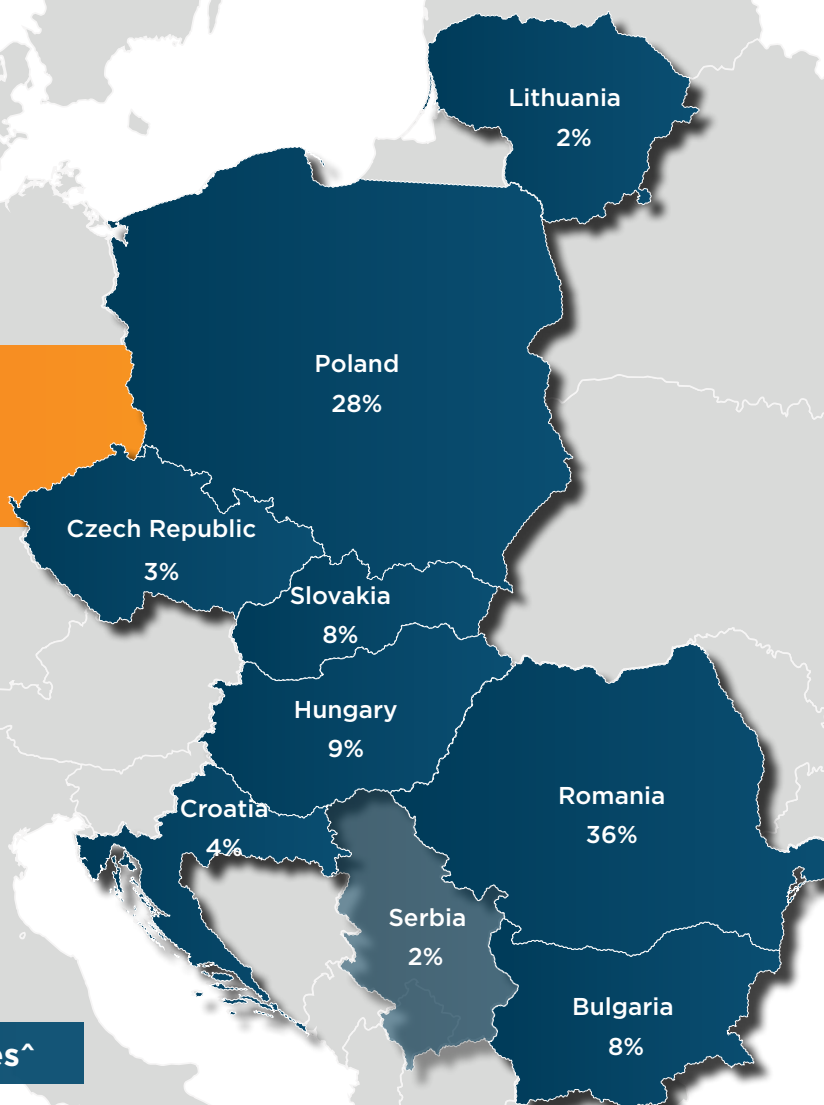 Lithuania
2%
Poland
28%
Czech Republic
3%
Slovakia
8%
Hungary
9%
Romania
36%
Croatia
4%
Serbia
2%
Bulgaria
8%